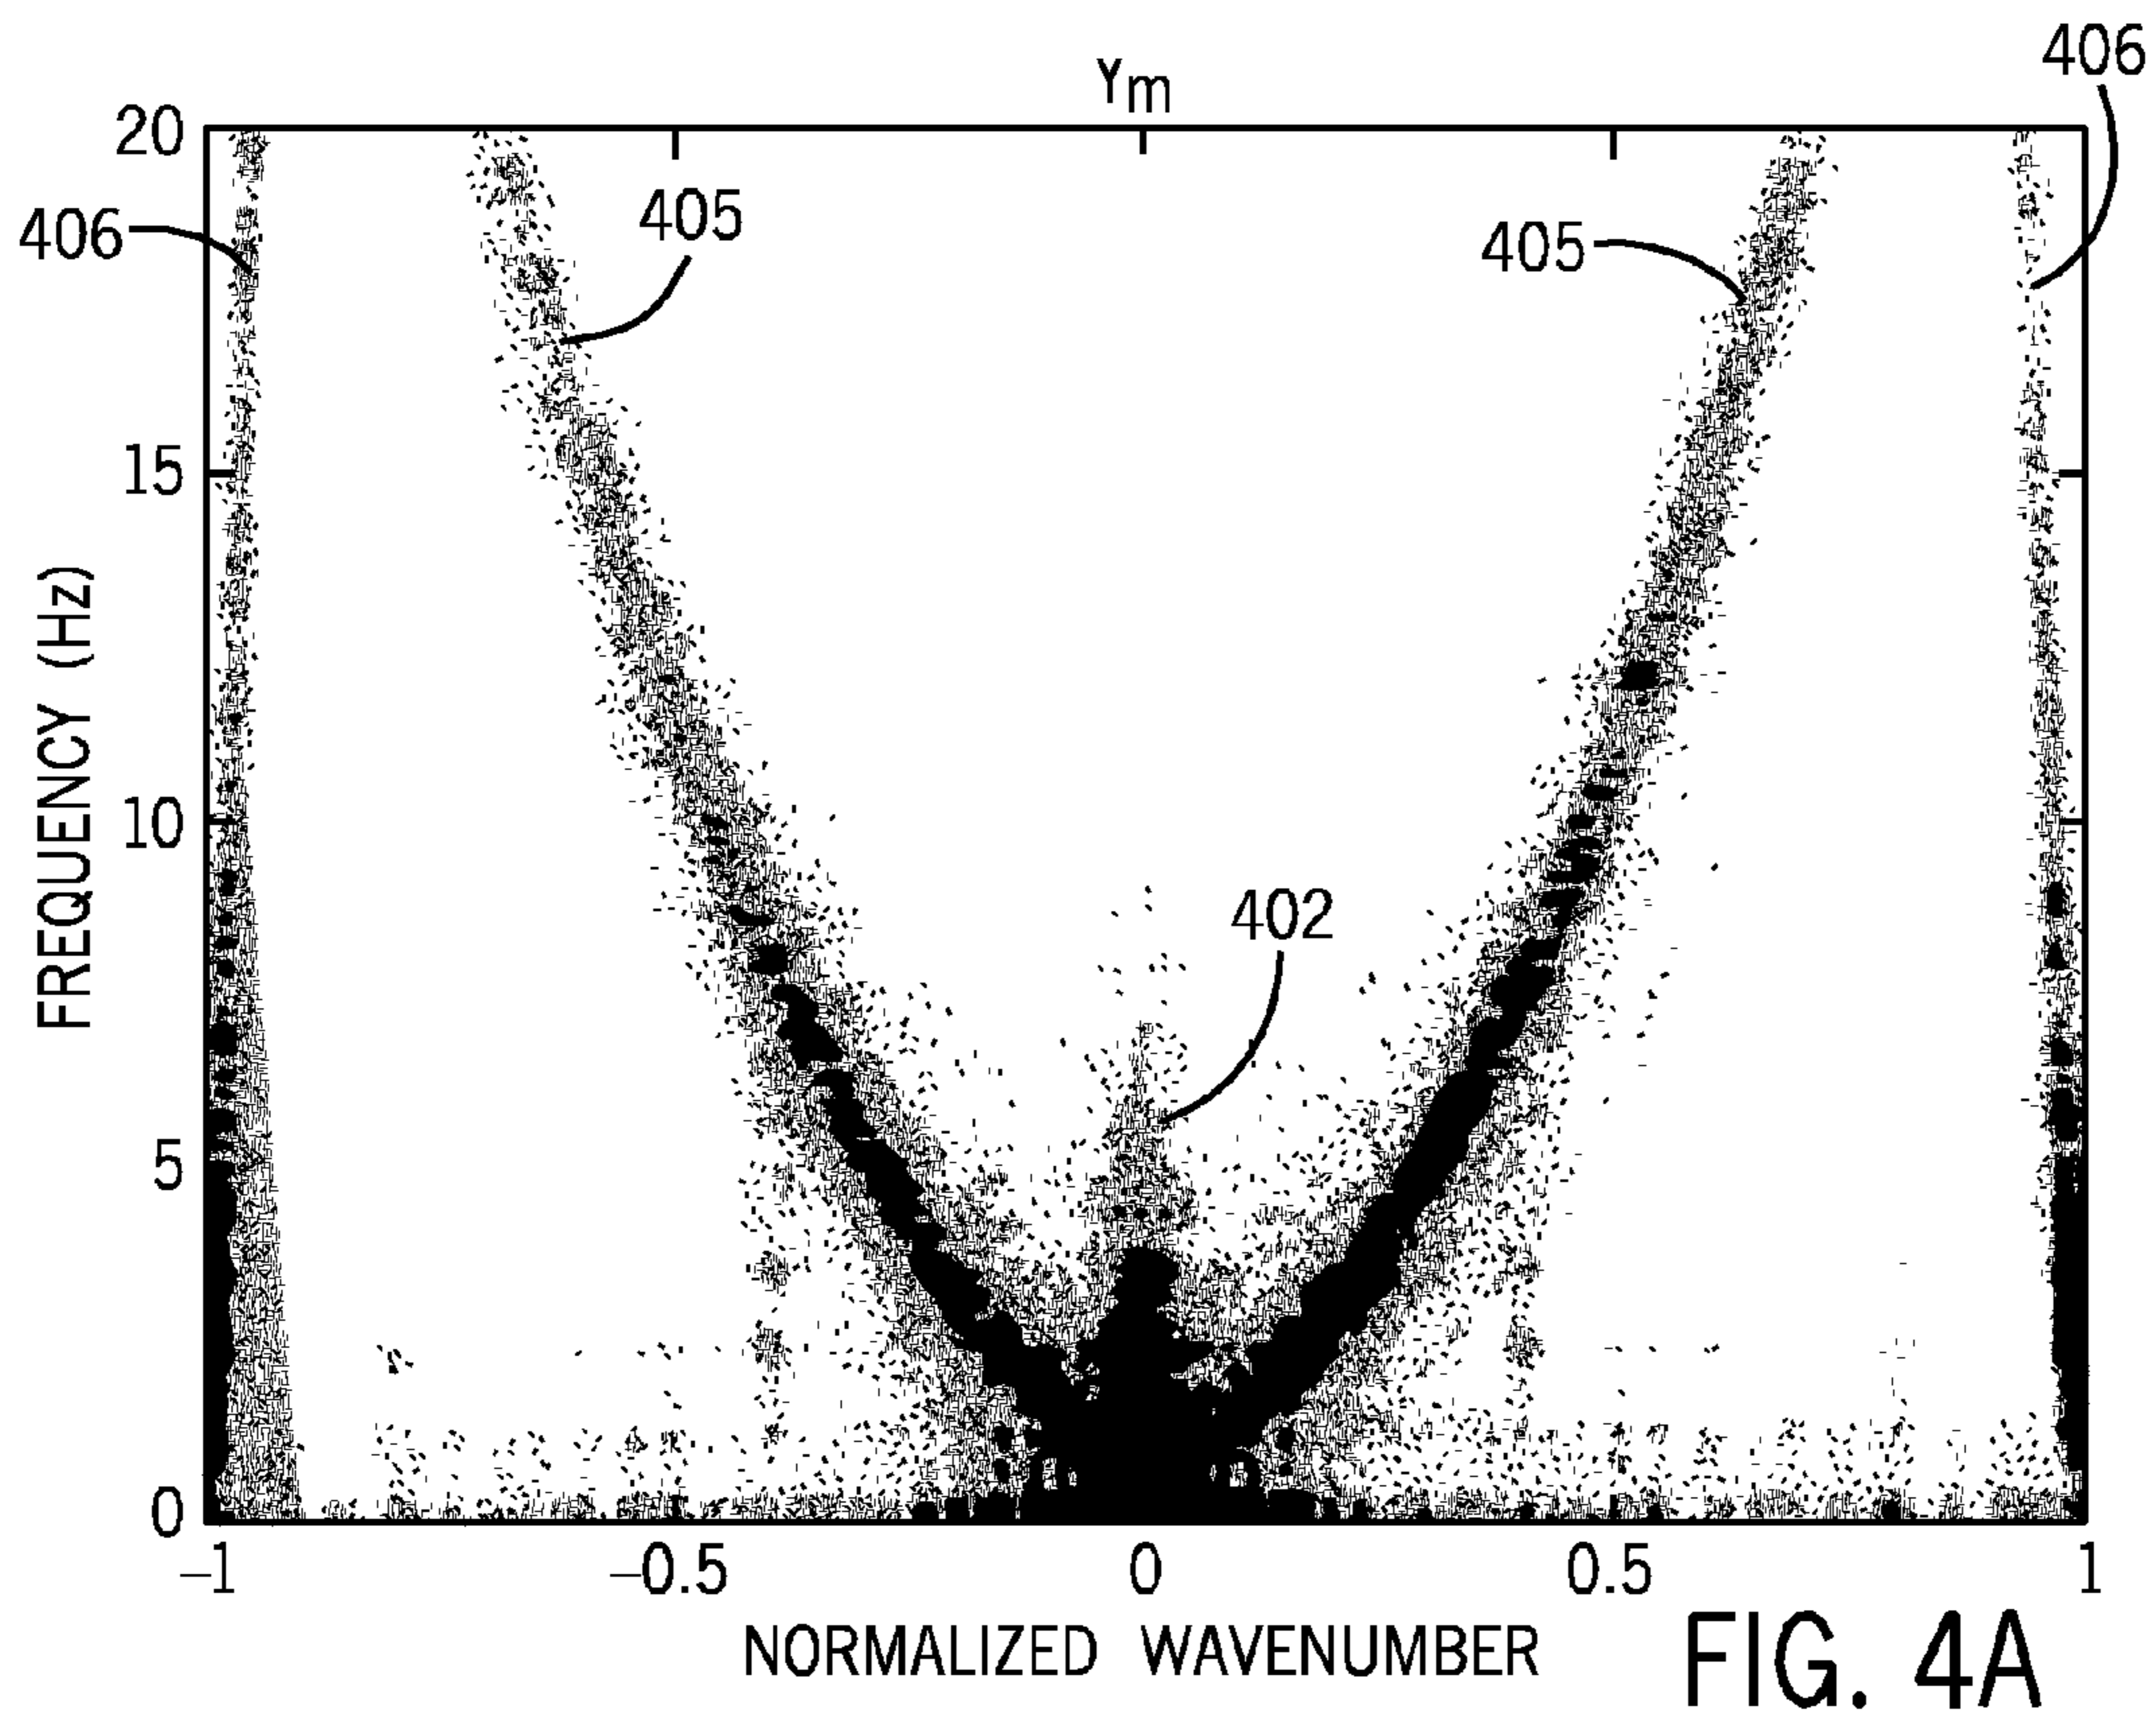 406
Ym
20
405
405
406
15
FREQUENCY (Hz)
10
402
5
0
–1 –0.5 0 0.5 1
NORMALIZED WAVENUMBER
FIG. 4A